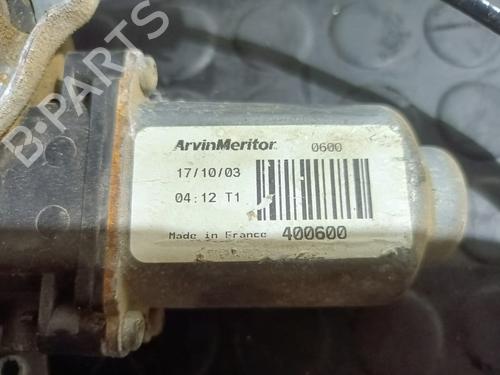 ArvinMeritor 0600
17/10/03
04:12 T1
Made in France 400600
B-PARTS